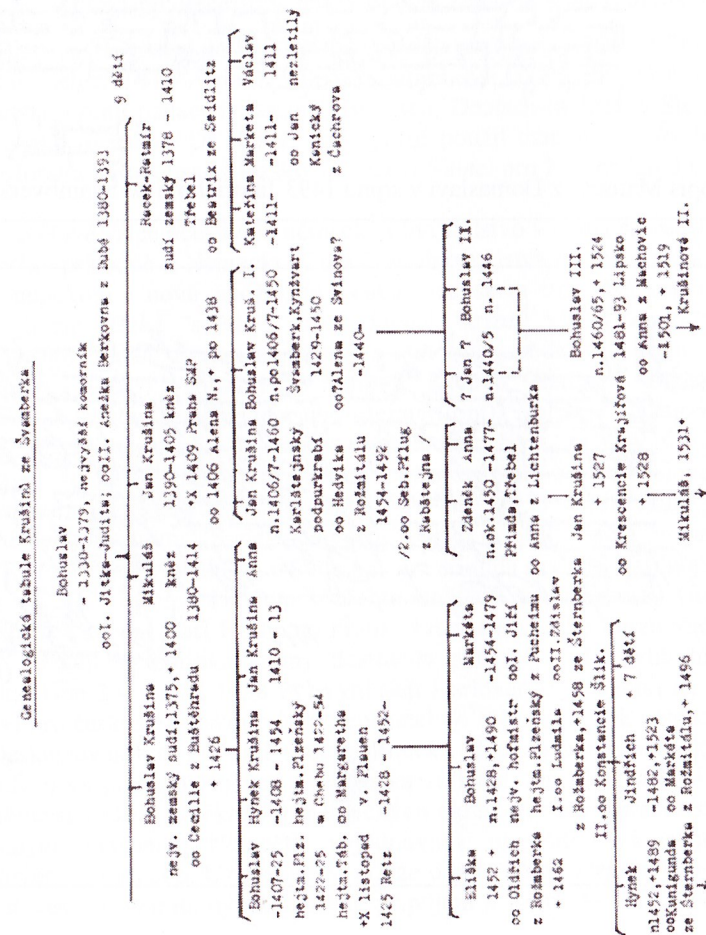 Genealogická tabule Krušinů ze Švamberka
Bohuslav
- 1330-1379, nejvyšší komorník
ooI. Jitka-Judita; ooII. Anežka Berkovna z Dubé 1380-1393
9 dětí
Bohuslav Krušina Mikuláš Jan Krušina Racek-Ratmír
nejv. zemský sudí,1375,+ 1400 kněz 1390-1405 kněz sudí zemský 1378 - 1410
oo Cecílie z Buštěhradu 1380-1414 +X 1409 Praha SMP Třebel
+ 1426 oo 1406 Alena N.,+ po 1438 oo Beatrix ze Seidlitz
Bohuslav Hynek Krušina Jan Krušina Anna Jan Krušina Bohuslav Kruš. I. Kateřina Markéta Václav
-1407-25 -1408 - 1454 1410 - 13 n.1406/7-1460 n.po1406/7-1450 -1411- -1411- 1411
hejtm.Plz. hejtm.Plzeňský Karlštejnský Švamberk,Kynžvart oo Jan nezletilý
1422-25 a Chebu 1422-54 podpurkrabí 1429-1450 Kanický
hejtm.Táb. oo Margaretha oo Hedvika oo?Alena ze Svinova? z Čachrova
+X listopad v. Plauen z Rožmitálu -1440-
1425 Retz -1428 - 1452- 1454-1492
/2.oo Seb.Pflug
z Rabštejna /
Eliška Bohuslav Markéta Zdeněk Anna ? Jan ? Bohuslav II.
1452 + n.1428,+1490 -1454-1479 n.ok.1450 -1477- n.1440/5 n. 1446
oo Oldřich nejv. hofmistr ooI. Jiří Přimda,Třebel
z Rožmberka hejtm.Plzeňský z Puchaimu oo Anna z Lichtenburka
+ 1462 I.oo Ludmila ooII.Zdislav
z Rožmberka,+1458 ze Šternberka Jan Krušina Bohuslav III.
II.oo Konstancie Šlik. + 1527 n.1460/65,+ 1524
oo Krescencie Krajířová 1481-93 Lipsko
Hynek Jindřich + 7 dětí + 1528 oo Anna z Machovic
n1452,+1489 -1482,+1523 -1501, + 1519
ooKunigunda oo Markéta
ze Šternberka z Rožmitálu,+ 1496 Mikuláš, 1531+ Krušinové II.